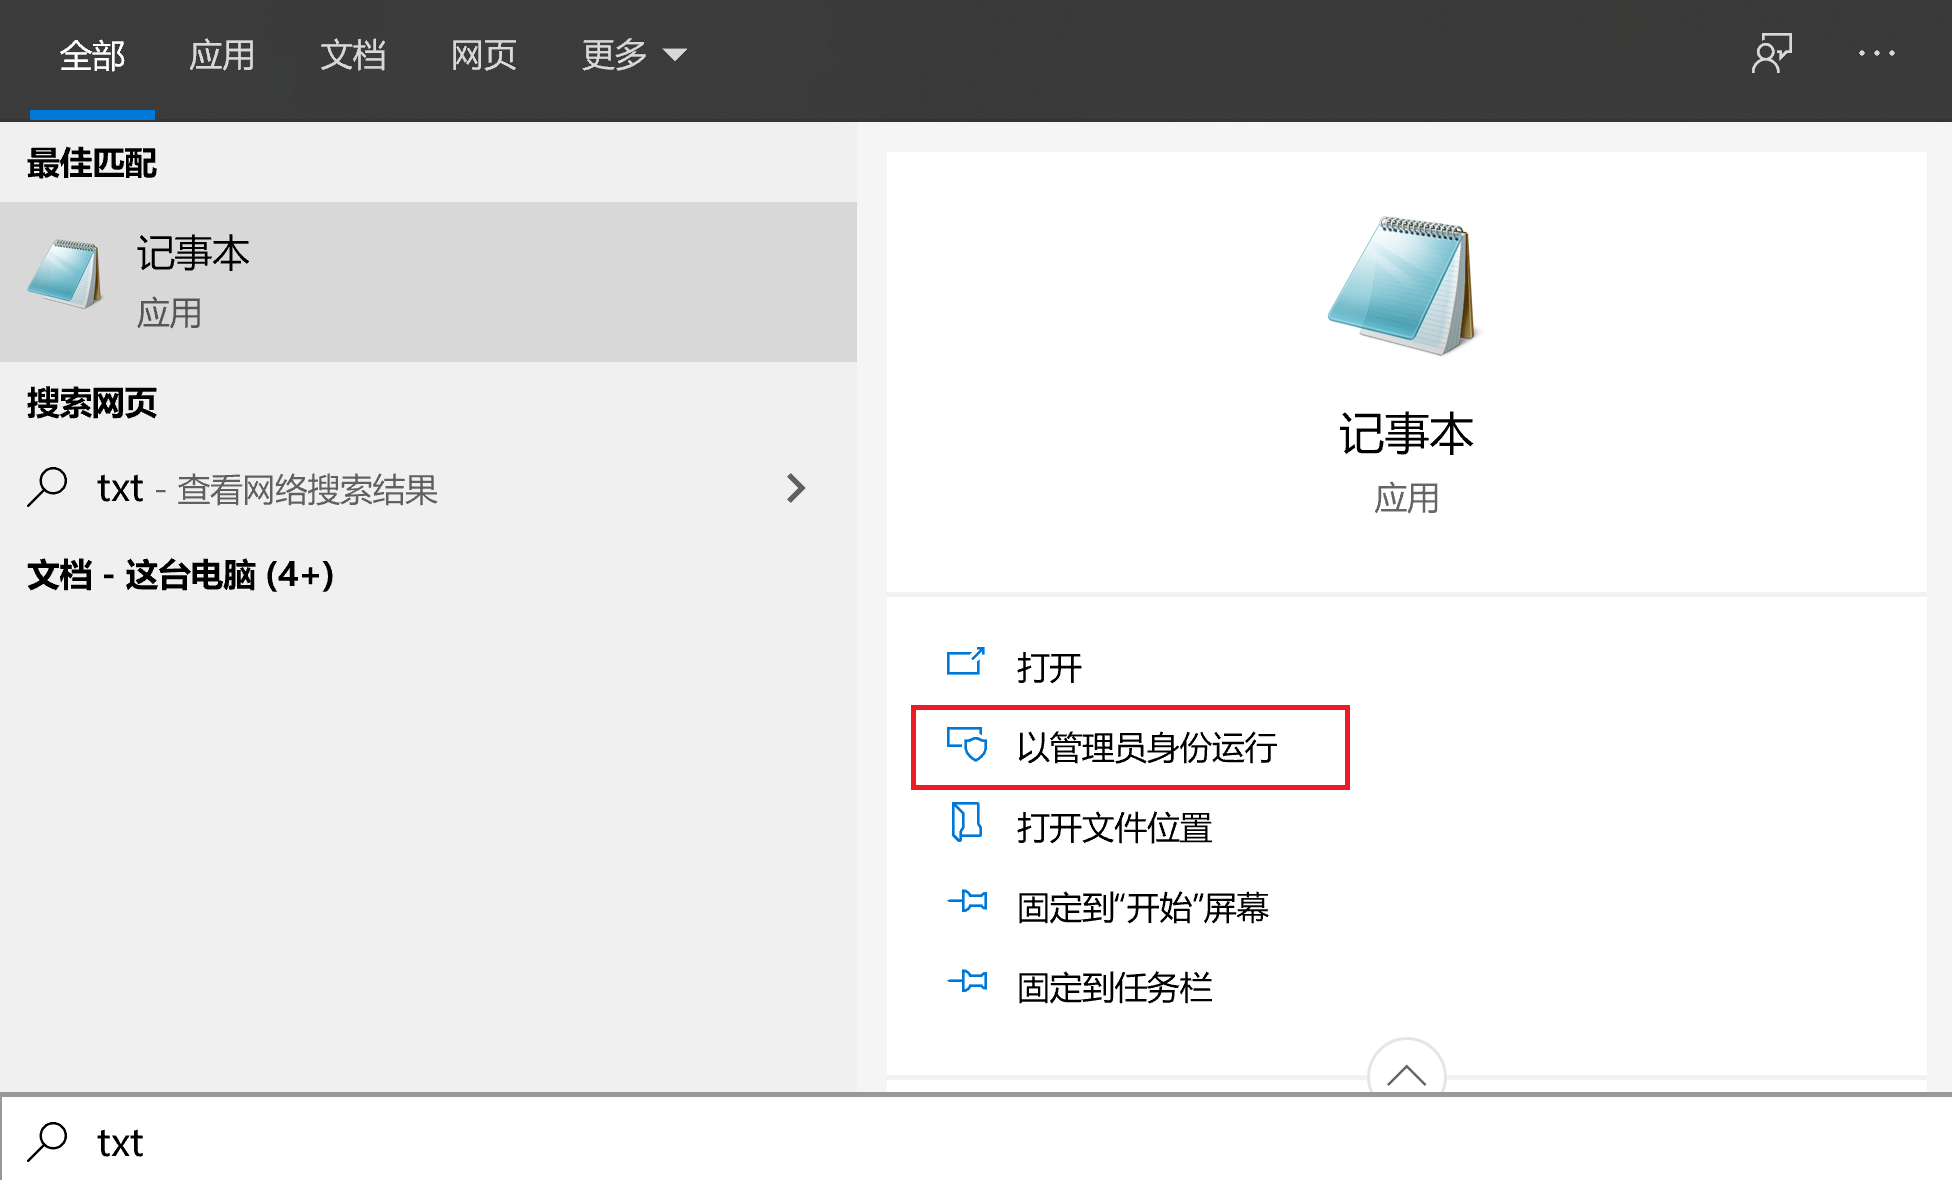 全部 应用 文档 网页 更多
最佳匹配
记事本
应用
搜索网页
txt - 查看网络搜索结果
文档 - 这台电脑 (4+)
记事本
应用
打开
以管理员身份运行
打开文件位置
固定到“开始”屏幕
固定到任务栏
txt